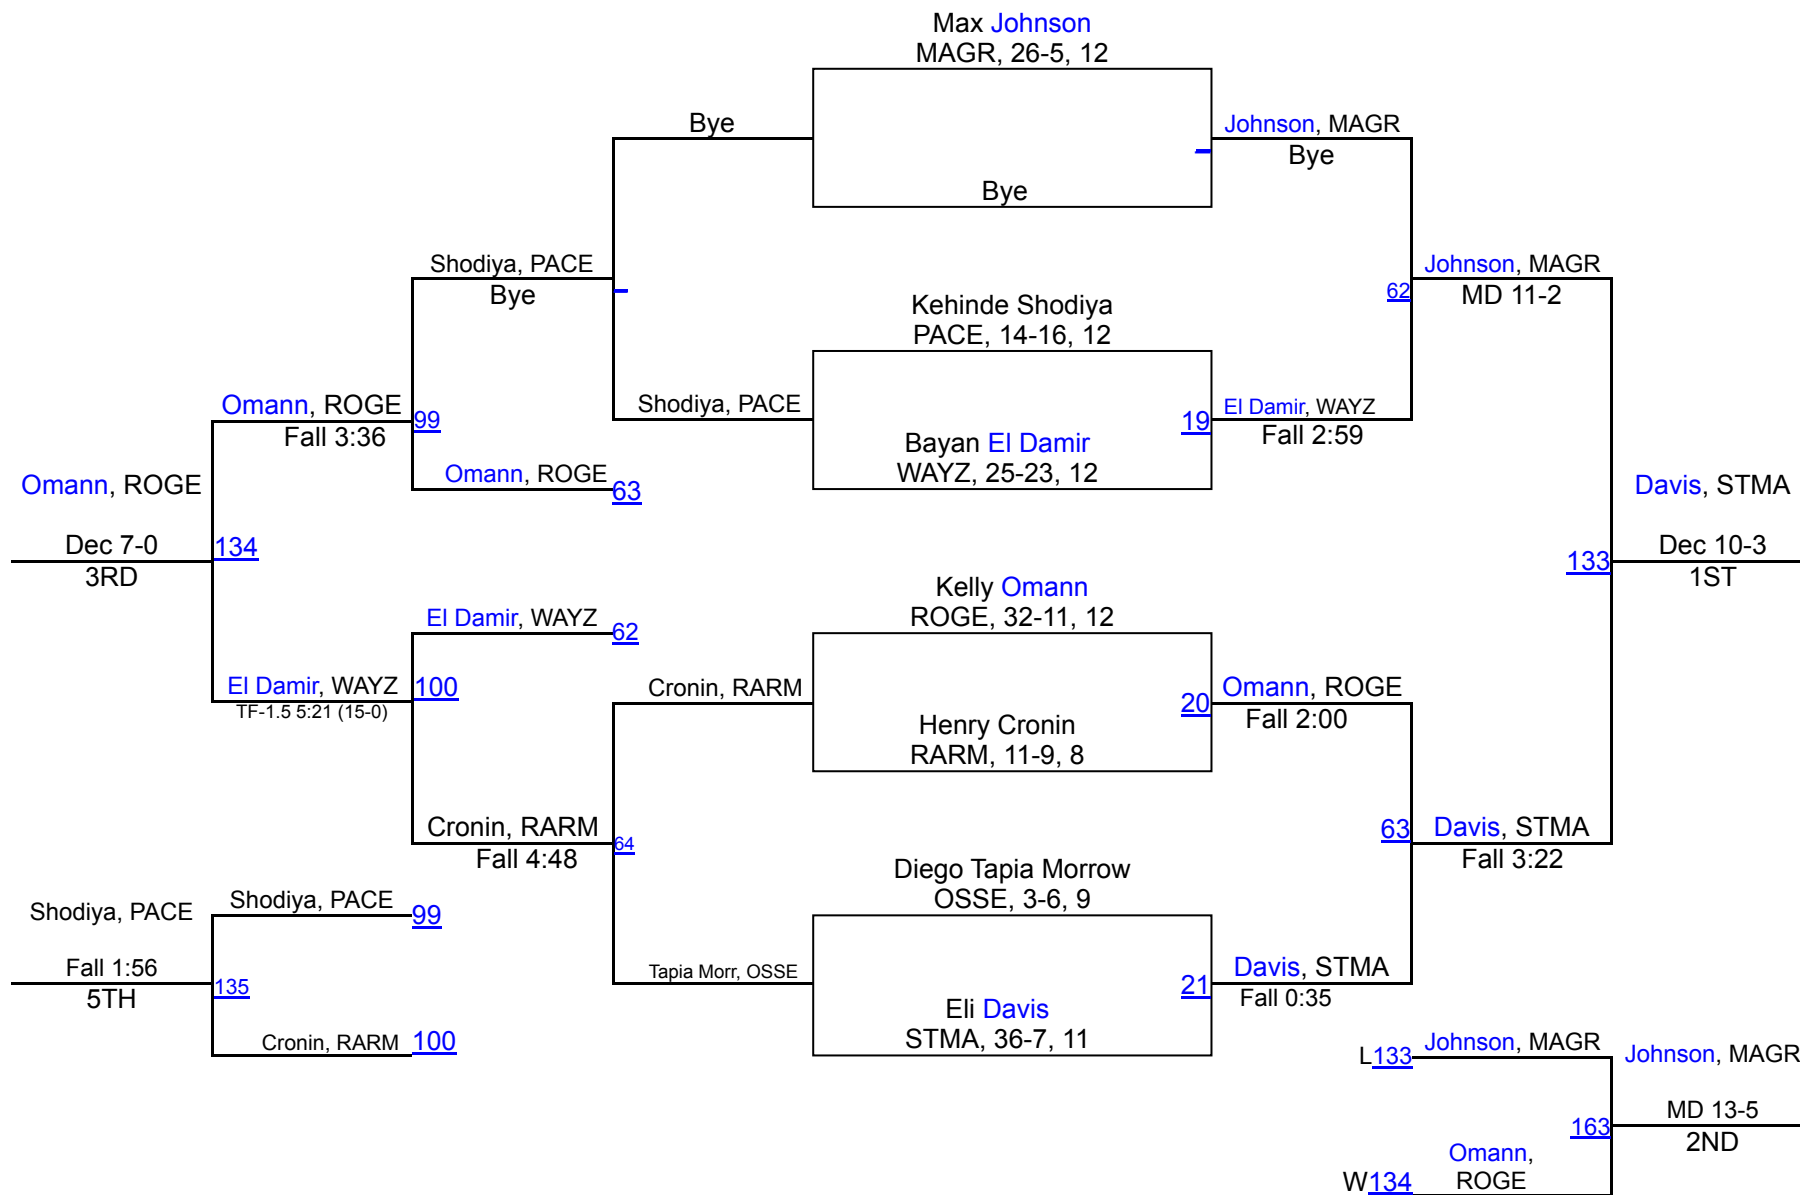 Max Johnson
MAGR, 26-5, 12
Bye
Johnson, MAGR
Bye
Bye
Shodiya, PACE
Bye
Johnson, MAGR
62
MD 11-2
Kehinde Shodiya
PACE, 14-16, 12
Omann, ROGE
99
Fall 3:36
Shodiya, PACE
19
El Damir, WAYZ
Fall 2:59
Bayan El Damir
WAYZ, 25-23, 12
Omann, ROGE
63
Omann, ROGE
Davis, STMA
Dec 7-0
134
3RD
133
Dec 10-3
1ST
Kelly Omann
ROGE, 32-11, 12
El Damir, WAYZ
62
El Damir, WAYZ
100
TF-1.5 5:21 (15-0)
Cronin, RARM
20
Omann, ROGE
Fall 2:00
Henry Cronin
RARM, 11-9, 8
Cronin, RARM
64
Fall 4:48
63
Davis, STMA
Fall 3:22
Diego Tapia Morrow
OSSE, 3-6, 9
Shodiya, PACE
Shodiya, PACE
99
Fall 1:56
135
5TH
Tapia Morr, OSSE
21
Davis, STMA
Fall 0:35
Eli Davis
STMA, 36-7, 11
Cronin, RARM
100
L133
Johnson, MAGR
Johnson, MAGR
163
MD 13-5
2ND
W134
Omann,
ROGE